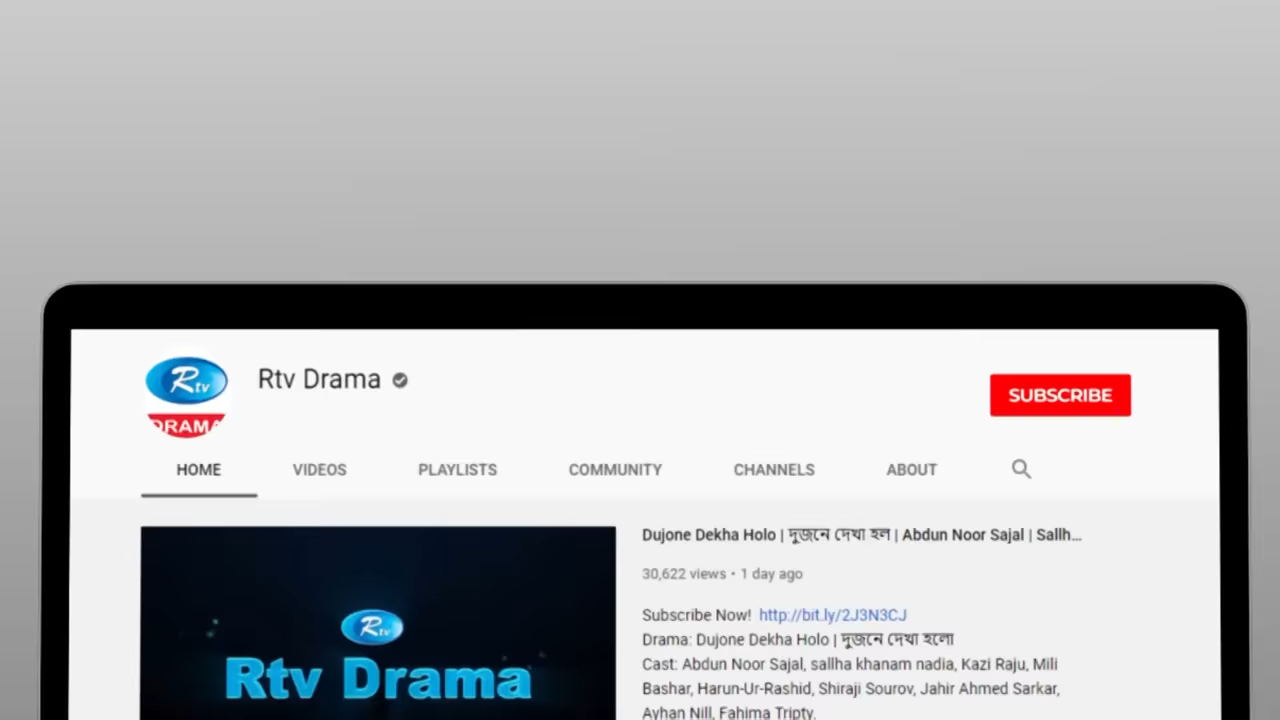 Rtv
DRAMA
Rtv Drama
SUBSCRIBE
HOME
VIDEOS
PLAYLISTS
COMMUNITY
CHANNELS
ABOUT
Rtv
Rtv Drama
Dujone Dekha Holo | দুজনে দেখা হল | Abdun Noor Sajal | Sallh...
30,622 views • 1 day ago
Subscribe Now! http://bit.ly/2J3N3CJ
Drama: Dujone Dekha Holo | দুজনে দেখা হলো
Cast: Abdun Noor Sajal, sallha khanam nadia, Kazi Raju, Mili
Bashar, Harun-Ur-Rashid, Shiraji Sourov, Jahir Ahmed Sarkar,
Ayhan Nill, Fahima Tripty.